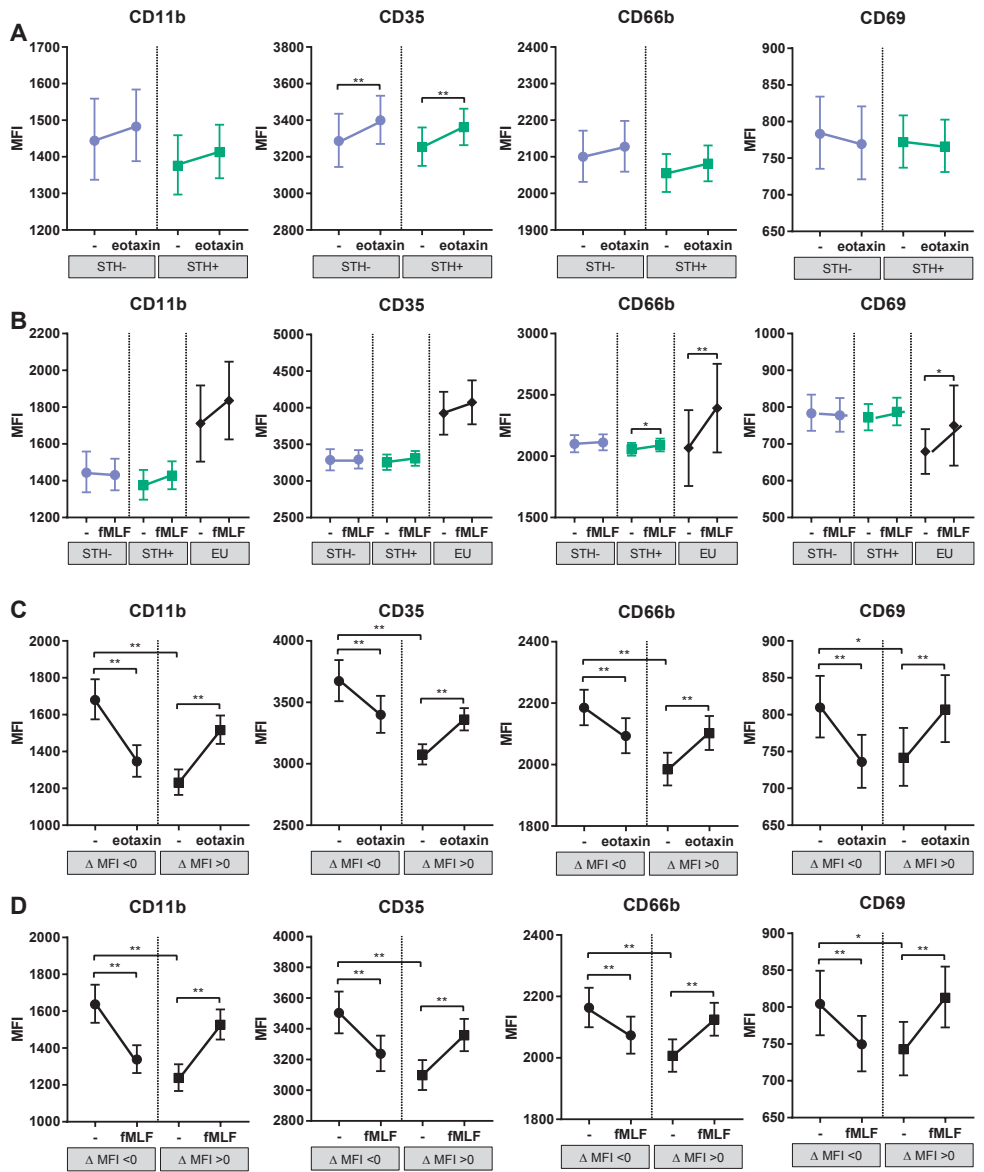 A
CD11b
CD35
CD66b
CD69
MFI
1700
1600
1500
1400
1300
1200
- eotaxin - eotaxin
STH- STH+
MFI
3800
3600
3400
3200
3000
2800
** **
- eotaxin - eotaxin
STH- STH+
MFI
2400
2300
2200
2100
2000
1900
- eotaxin - eotaxin
STH- STH+
MFI
900
850
800
750
700
650
- eotaxin - eotaxin
STH- STH+
B
CD11b
CD35
CD66b
CD69
MFI
2200
2000
1800
1600
1400
1200
- fMLF - fMLF - fMLF
STH- STH+ EU
MFI
5000
4500
4000
3500
3000
2500
- fMLF - fMLF - fMLF
STH- STH+ EU
MFI
3000
2500
2000
1500
* **
- fMLF - fMLF - fMLF
STH- STH+ EU
MFI
1000
900
800
700
600
500
*
- fMLF - fMLF - fMLF
STH- STH+ EU
C
CD11b
CD35
CD66b
CD69
MFI
2000
1800
1600
1400
1200
1000
**
** **
- eotaxin - eotaxin
Δ MFI <0 Δ MFI >0
MFI
4000
3500
3000
2500
**
** **
- eotaxin - eotaxin
Δ MFI <0 Δ MFI >0
MFI
2400
2200
2000
1800
**
** **
- eotaxin - eotaxin
Δ MFI <0 Δ MFI >0
MFI
900
850
800
750
700
650
*
** **
- eotaxin - eotaxin
Δ MFI <0 Δ MFI >0
D
CD11b
CD35
CD66b
CD69
MFI
2000
1800
1600
1400
1200
1000
**
** **
- fMLF - fMLF
Δ MFI <0 Δ MFI >0
MFI
4000
3800
3600
3400
3200
3000
2800
**
** **
- fMLF - fMLF
Δ MFI <0 Δ MFI >0
MFI
2400
2200
2000
1800
**
** **
- fMLF - fMLF
Δ MFI <0 Δ MFI >0
MFI
900
850
800
750
700
650
*
** **
- fMLF - fMLF
Δ MFI <0 Δ MFI >0